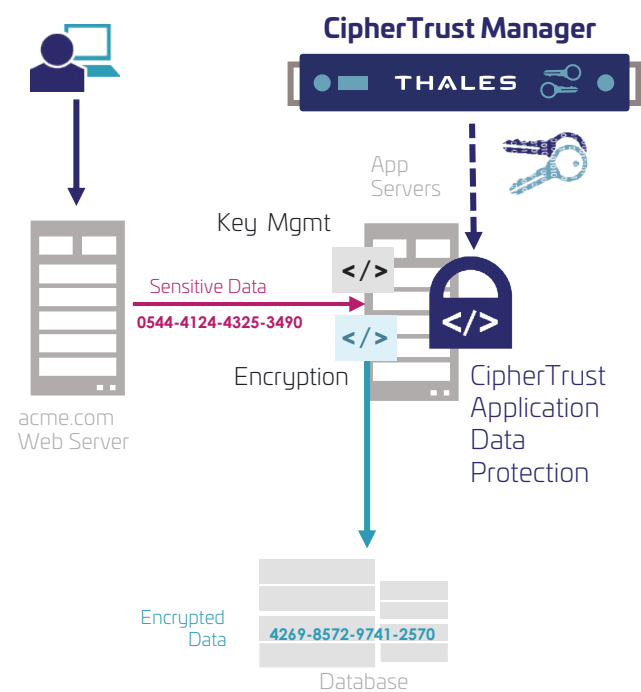 CipherTrust Manager
THALES
App
Servers
Key Mgmt
</>
Sensitive Data
0544-4124-4325-3490
</>
</>
Encryption
CipherTrust
Application
Data
Protection
acme.com
Web Server
Encrypted
Data
4269-8572-9741-2570
Database